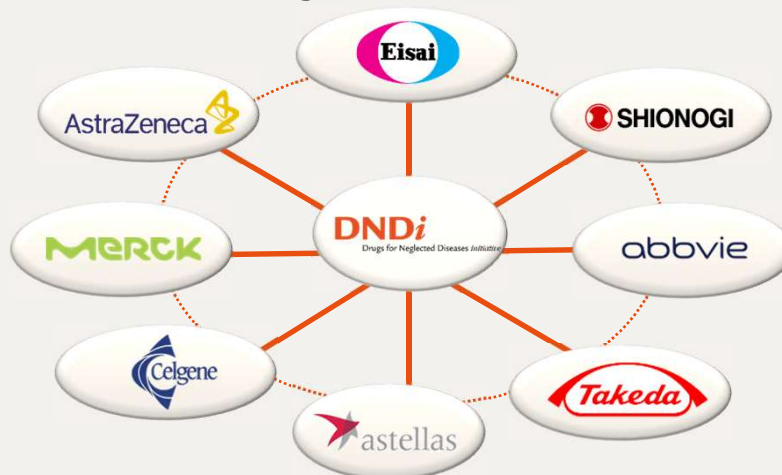 Eisai
AstraZeneca
SHIONOGI
DNDi
Drugs for Neglected Diseases initiative
MERCK
abbvie
Celgene
Takeda
astellas